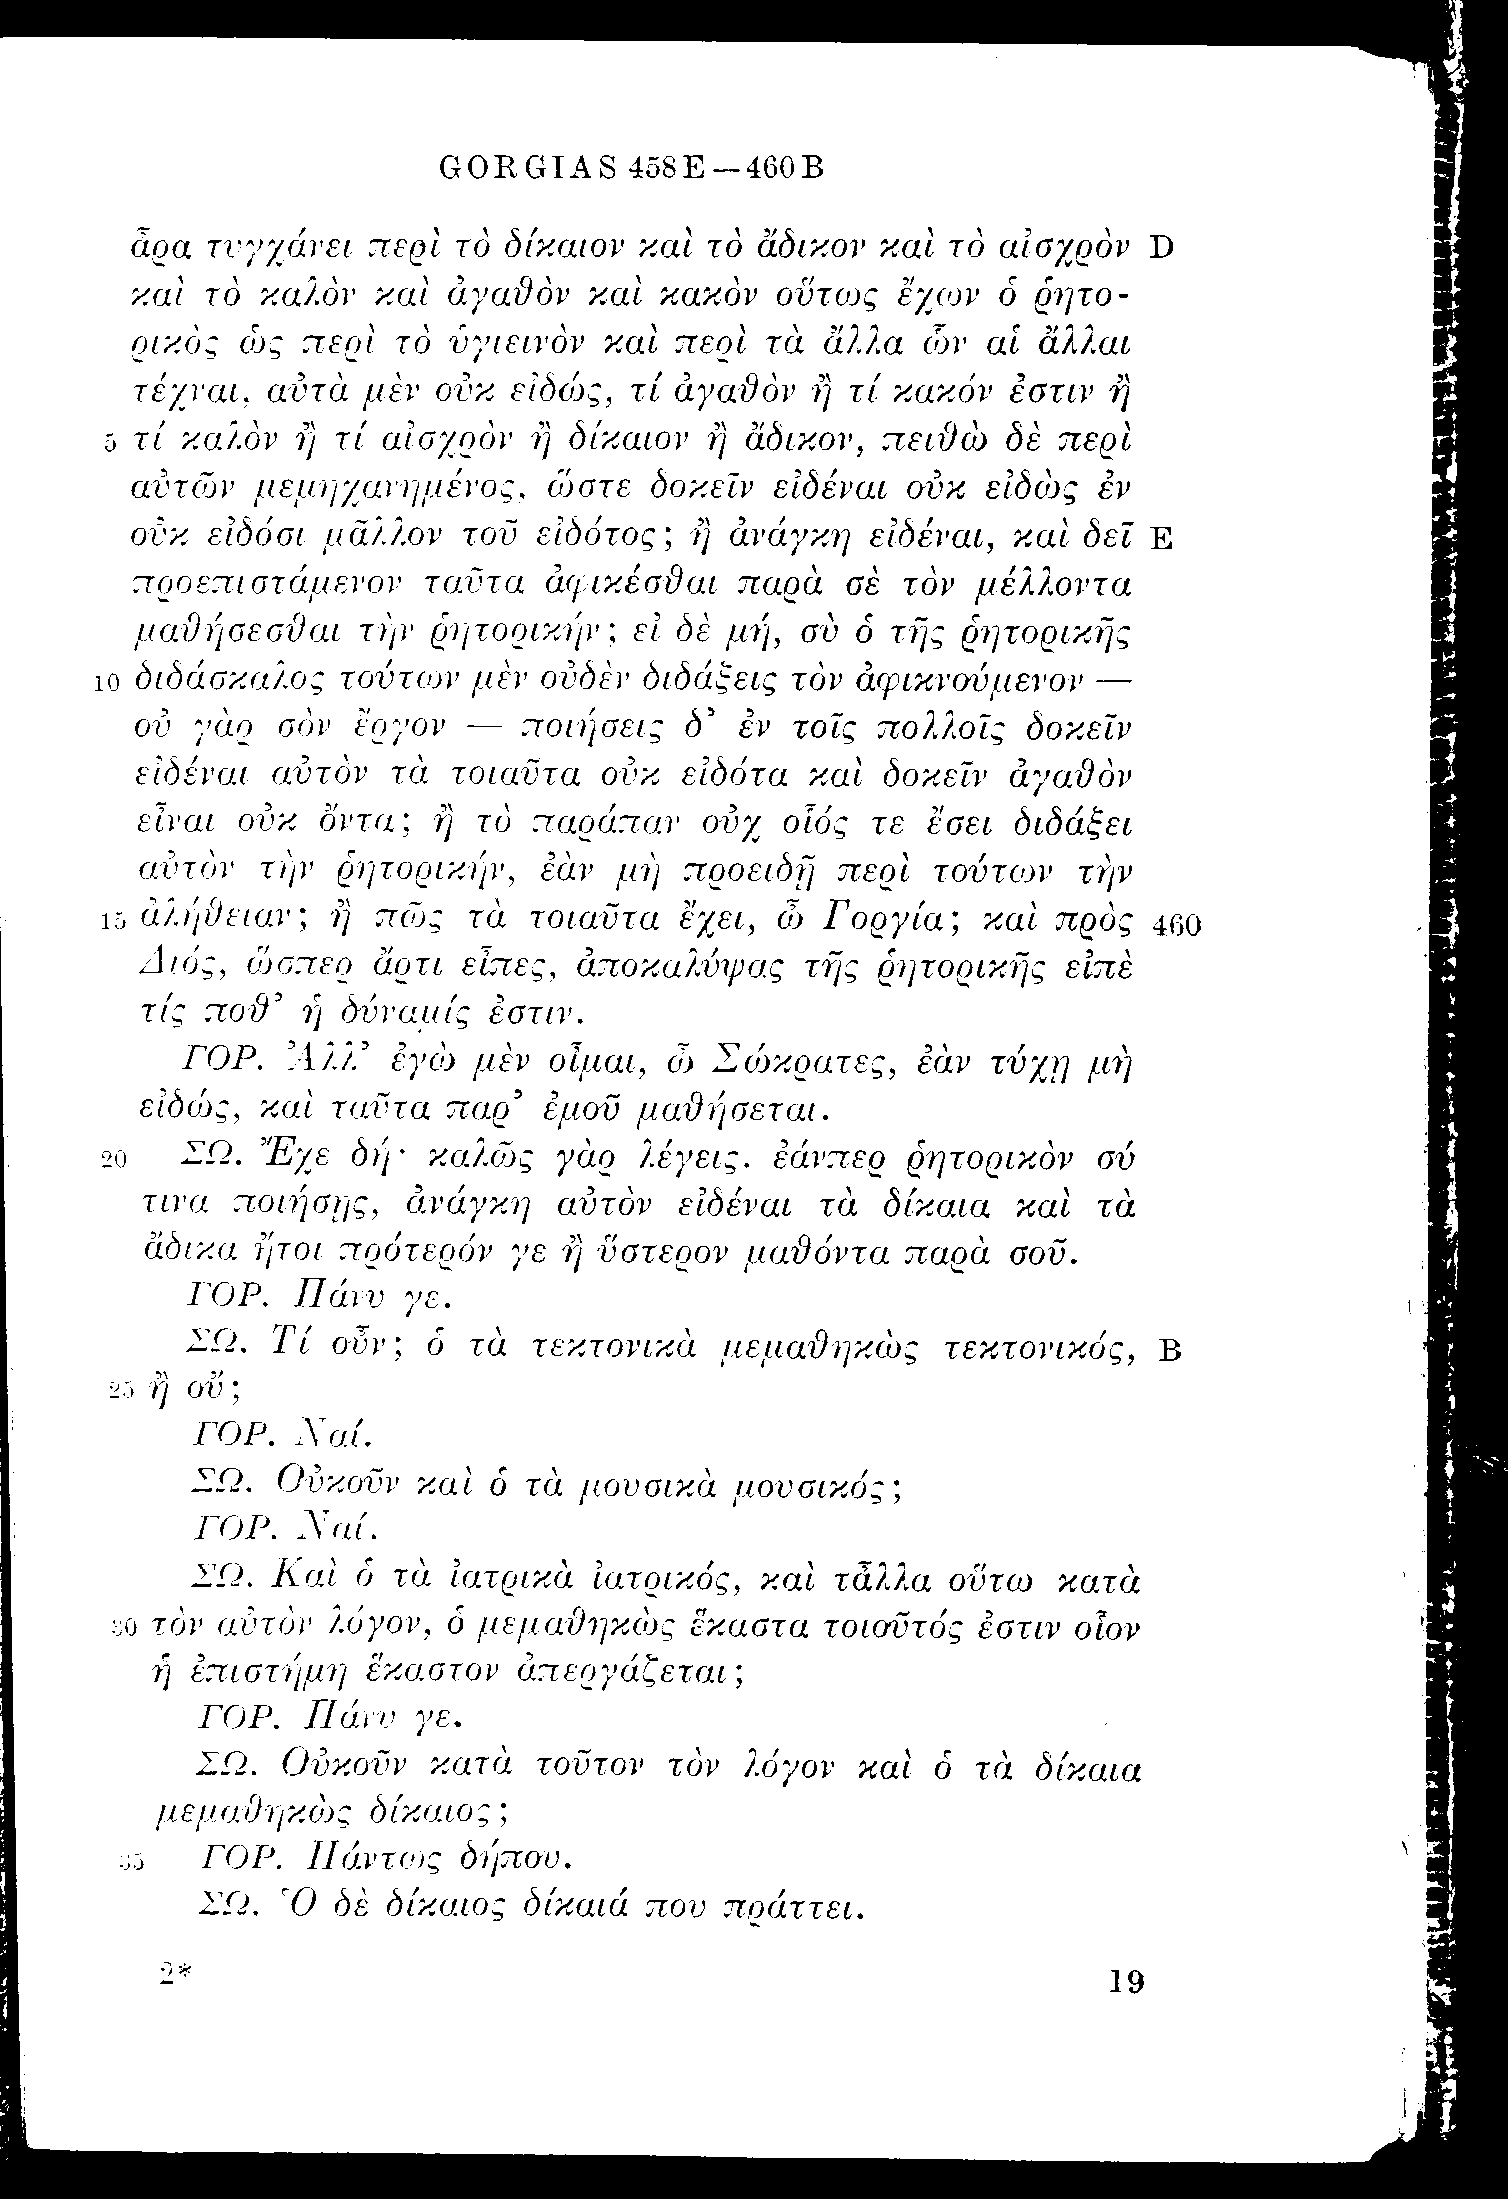 GORGIAS 458E—460B
ἆρα τυγχάνει περὶ τὸ δίκαιον καὶ τὸ ἄδικον καὶ τὸ αἰσχρὸν D
καὶ τὸ καλὸν καὶ ἀγαθὸν καὶ κακὸν οὕτως ἔχων ὁ ῥητο-
ρικὸς ὡς περὶ τὸ ὑγιεινὸν καὶ περὶ τὰ ἄλλα ὧν αἱ ἄλλαι
τέχναι, αὐτὰ μὲν οὐκ εἰδώς, τί ἀγαθὸν ἢ τί κακόν ἐστιν ἢ
5 τί καλὸν ἢ τί αἰσχρὸν ἢ δίκαιον ἢ ἄδικον, πειθὼ δὲ περὶ
αὐτῶν μεμηχανημένος, ὥστε δοκεῖν εἰδέναι οὐκ εἰδὼς ἐν
οὐκ εἰδόσι μᾶλλον τοῦ εἰδότος; ἢ ἀνάγκη εἰδέναι, καὶ δεῖ E
προεπιστάμενον ταῦτα ἀφικέσθαι παρὰ σὲ τὸν μέλλοντα
μαθήσεσθαι τὴν ῥητορικήν; εἰ δὲ μή, σὺ ὁ τῆς ῥητορικῆς
10 διδάσκαλος τούτων μὲν οὐδὲν διδάξεις τὸν ἀφικνούμενον —
οὐ γὰρ σὸν ἔργον — ποιήσεις δ’ ἐν τοῖς πολλοῖς δοκεῖν
εἰδέναι αὐτὸν τὰ τοιαῦτα οὐκ εἰδότα καὶ δοκεῖν ἀγαθὸν
εἶναι οὐκ ὄντα; ἢ τὸ παράπαν οὐχ οἷός τε ἔσει διδάξει
αὐτὸν τὴν ῥητορικήν, ἐὰν μὴ προειδῇ περὶ τούτων τὴν
15 ἀλήθειαν; ἢ πῶς τὰ τοιαῦτα ἔχει, ὦ Γοργία; καὶ πρὸς 460
Διός, ὥσπερ ἄρτι εἶπες, ἀποκαλύψας τῆς ῥητορικῆς εἰπὲ
τίς ποθ’ ἡ δύναμίς ἐστιν.
ΓΟΡ. Ἀλλ’ ἐγὼ μὲν οἶμαι, ὦ Σώκρατες, ἐὰν τύχῃ μὴ
εἰδώς, καὶ ταῦτα παρ’ ἐμοῦ μαθήσεται.
20 ΣΩ. Ἔχε δή· καλῶς γὰρ λέγεις. ἐάνπερ ῥητορικὸν σύ
τινα ποιήσῃς, ἀνάγκη αὐτὸν εἰδέναι τὰ δίκαια καὶ τὰ
ἄδικα ἤτοι πρότερόν γε ἢ ὕστερον μαθόντα παρὰ σοῦ.
ΓΟΡ. Πάνυ γε.
ΣΩ. Τί οὖν; ὁ τὰ τεκτονικὰ μεμαθηκὼς τεκτονικός, B
25 ἢ οὔ;
ΓΟΡ. Ναί.
ΣΩ. Οὐκοῦν καὶ ὁ τὰ μουσικὰ μουσικός;
ΓΟΡ. Ναί.
ΣΩ. Καὶ ὁ τὰ ἰατρικὰ ἰατρικός, καὶ τἆλλα οὕτω κατὰ
30 τὸν αὐτὸν λόγον, ὁ μεμαθηκὼς ἕκαστα τοιοῦτός ἐστιν οἷον
ἡ ἐπιστήμη ἕκαστον ἀπεργάζεται;
ΓΟΡ. Πάνυ γε.
ΣΩ. Οὐκοῦν κατὰ τοῦτον τὸν λόγον καὶ ὁ τὰ δίκαια
μεμαθηκὼς δίκαιος;
35 ΓΟΡ. Πάντως δήπου.
ΣΩ. Ὁ δὲ δίκαιος δίκαιά που πράττει.
2* 19